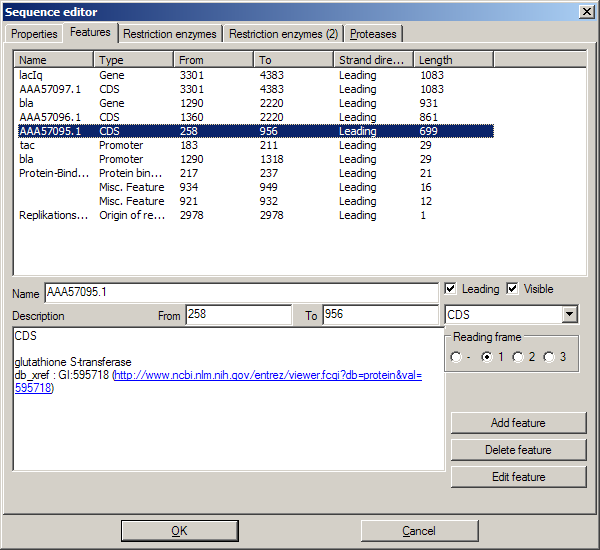 Sequence editor
Properties Features Restriction enzymes Restriction enzymes (2) Proteases
Name Type From To Strand dire... Length
lacIq Gene 3301 4383 Leading 1083
AAA57097.1 CDS 3301 4383 Leading 1083
bla Gene 1290 2220 Leading 931
AAA57096.1 CDS 1360 2220 Leading 861
AAA57095.1 CDS 258 956 Leading 699
tac Promoter 183 211 Leading 29
bla Promoter 1290 1318 Leading 29
Protein-Bind... Protein bin... 217 237 Leading 21
Misc. Feature 934 949 Leading 16
Misc. Feature 921 932 Leading 12
Replikations... Origin of re... 2978 2978 Leading 1
Name AAA57095.1 Leading Visible
Description From 258 To 956 CDS
CDS
Reading frame
- 1 2 3
glutathione S-transferase
db_xref : GI:595718 (http://www.ncbi.nlm.nih.gov/entrez/viewer.fcgi?db=protein&val=
595718)
Add feature
Delete feature
Edit feature
OK Cancel